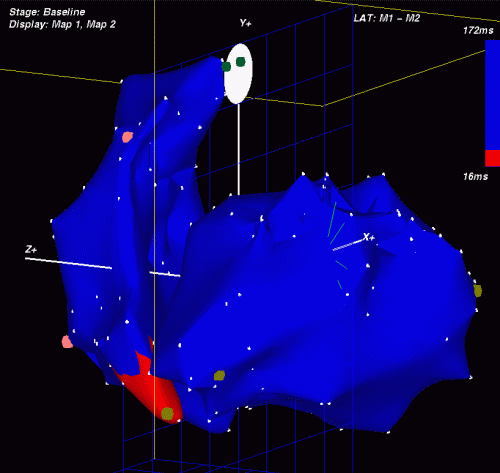 Stage: Baseline
Display: Map 1, Map 2
Y+
LAT: M1 – M2
172ms
16ms
X+
Z+